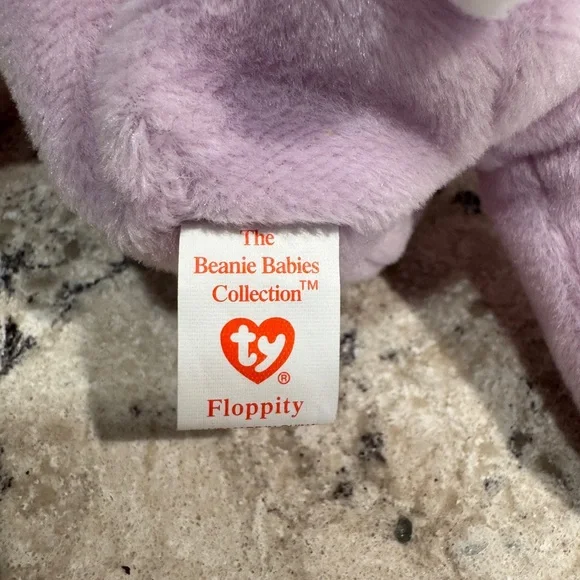 The
Beanie Babies
Collection™
ty®
Floppity